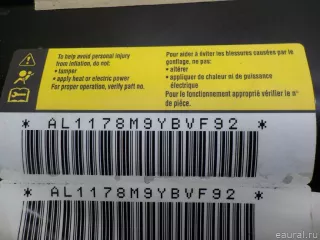 To help avoid personal injury
from inflation, do not:
• tamper
• apply heat or electric power
For proper operation, verify part no.
Pour aider à éviter les blessures causées par le
gonflage, ne pas:
• altérer
• appliquer de chaleur ni de puissance
électrique
Pour le fonctionnement approprié vérifier le n°
de pièce.
* AL1178M9YBVF92 *
* AL1178M9YBVF92 *
eaural.ru